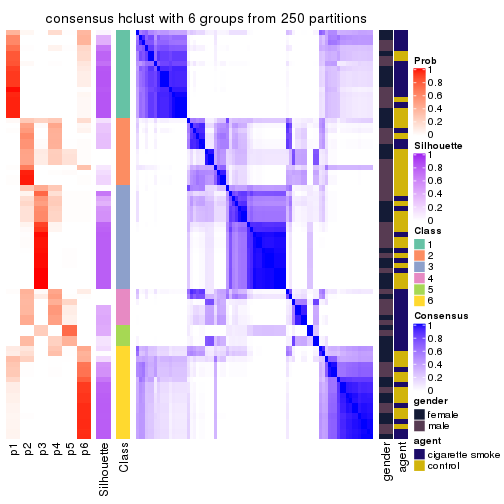 consensus hclust with 6 groups from 250 partitions
Prob
1
0.8
0.6
0.4
0.2
0
Silhouette
1
0.8
0.6
0.4
0.2
0
Class
1
2
3
4
5
6
Consensus
1
0.8
0.6
0.4
0.2
0
gender
female
male
agent
cigarette smoke
control
p1
p2
p3
p4
p5
p6
Silhouette
Class
gender
agent